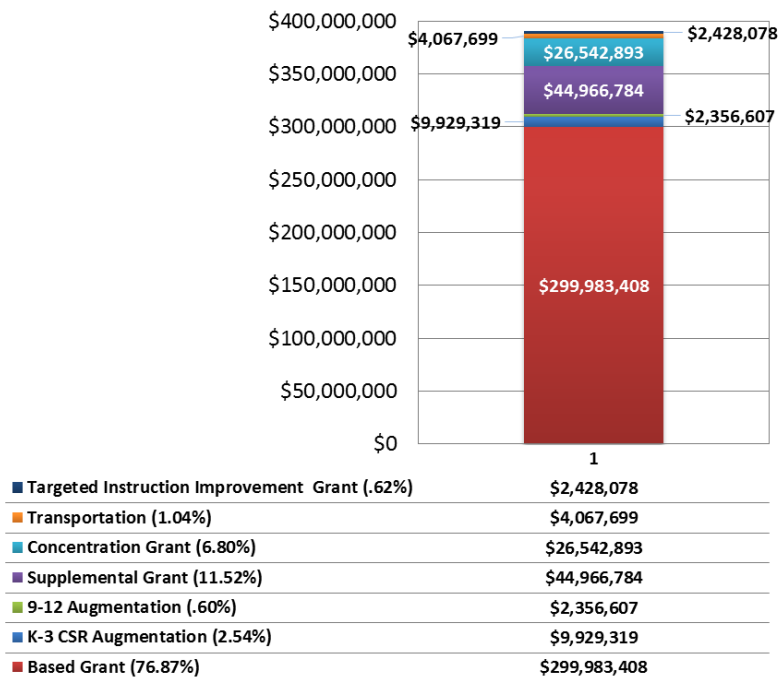 $400,000,000
$4,067,699
$2,428,078
$26,542,893
$350,000,000
$44,966,784
$300,000,000
$9,929,319
$2,356,607
$250,000,000
$200,000,000
$299,983,408
$150,000,000
$100,000,000
$50,000,000
$0
1
Targeted Instruction Improvement Grant (.62%) $2,428,078
Transportation (1.04%) $4,067,699
Concentration Grant (6.80%) $26,542,893
Supplemental Grant (11.52%) $44,966,784
9-12 Augmentation (.60%) $2,356,607
K-3 CSR Augmentation (2.54%) $9,929,319
Based Grant (76.87%) $299,983,408